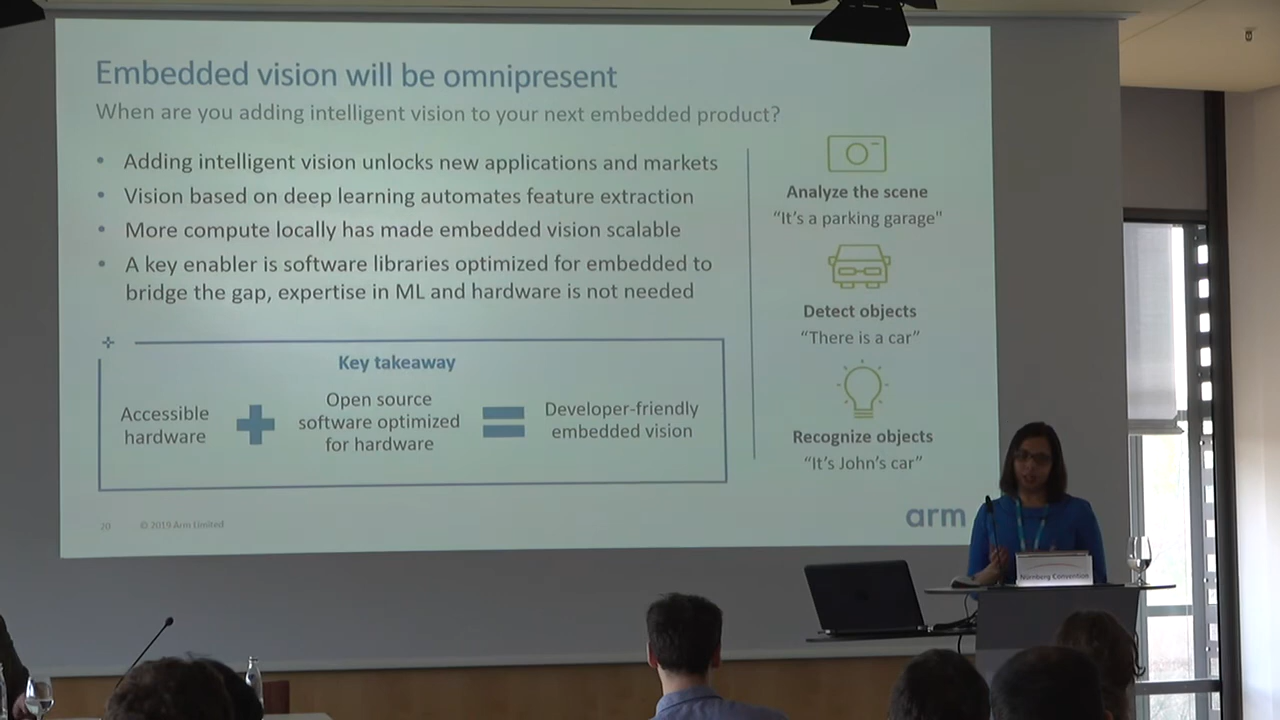 Embedded vision will be omnipresent
When are you adding intelligent vision to your next embedded product?
• Adding intelligent vision unlocks new applications and markets
• Vision based on deep learning automates feature extraction
• More compute locally has made embedded vision scalable
• A key enabler is software libraries optimized for embedded to
bridge the gap, expertise in ML and hardware is not needed
Key takeaway
Accessible
hardware
Open source
software optimized
for hardware
Developer-friendly
embedded vision
Analyze the scene
"It's a parking garage"
Detect objects
"There is a car"
Recognize objects
"It's John's car"
20 © 2019 Arm Limited
arm
Nürnberg Convention